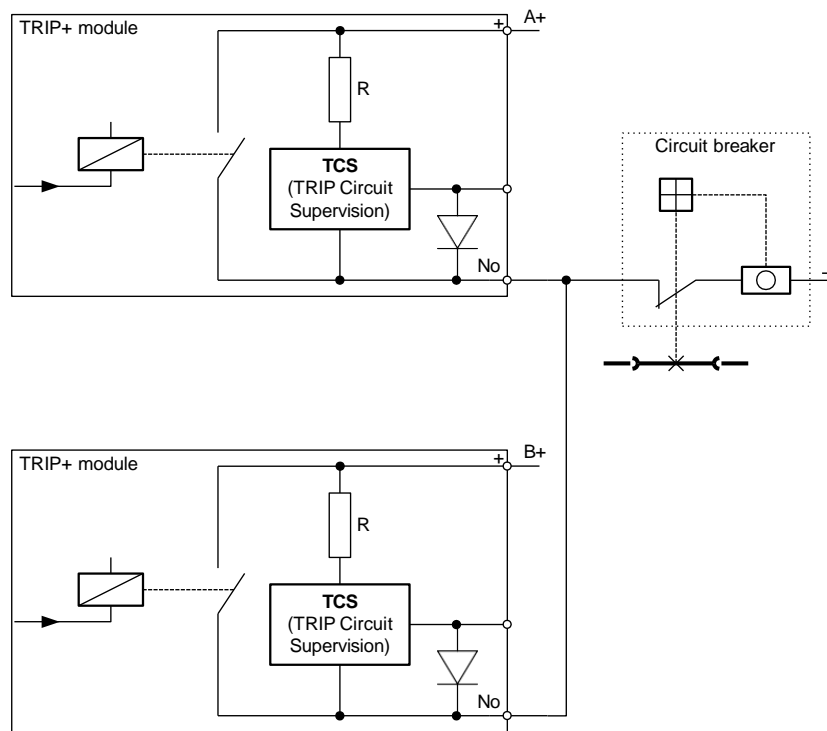 TRIP+ module
+
A+
R
TCS
(TRIP Circuit
Supervision)
No
Circuit breaker
-
TRIP+ module
+
B+
R
TCS
(TRIP Circuit
Supervision)
No